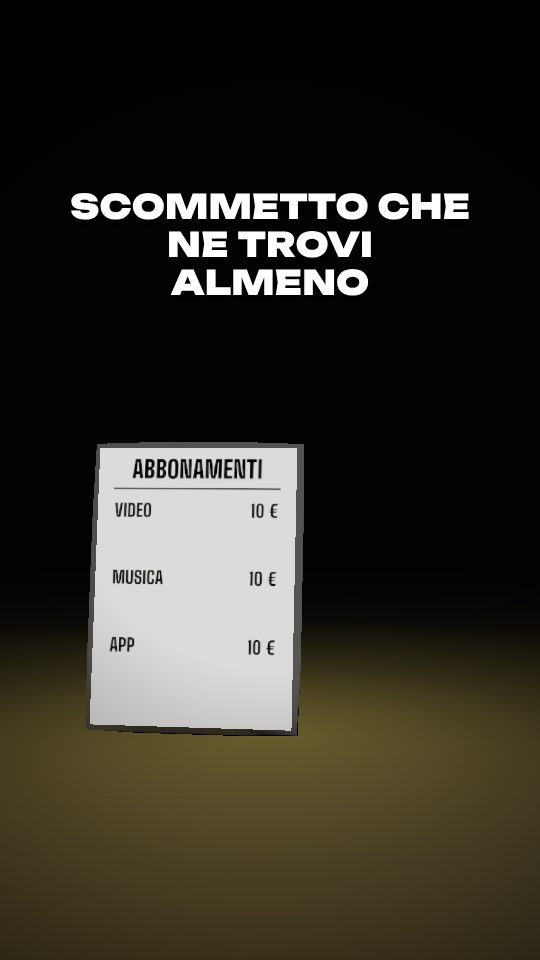 SCOMMETTO CHE
NE TROVI
ALMENO
ABBONAMENTI
VIDEO 10 €
MUSICA 10 €
APP 10 €